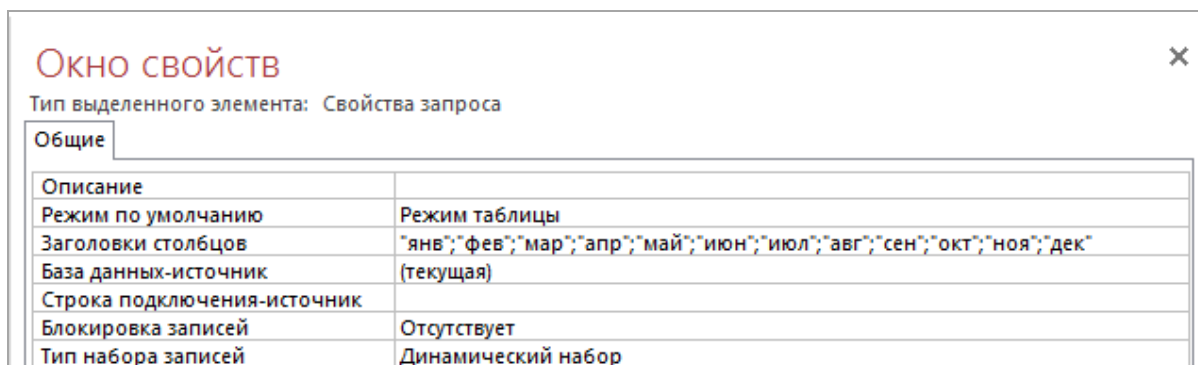 Окно свойств
Тип выделенного элемента: Свойства запроса
Общие
Описание
Режим по умолчанию Режим таблицы
Заголовки столбцов "янв";"фев";"мар";"апр";"май";"июн";"июл";"авг";"сен";"окт";"ноя";"дек"
База данных-источник (текущая)
Строка подключения-источник
Блокировка записей Отсутствует
Тип набора записей Динамический набор